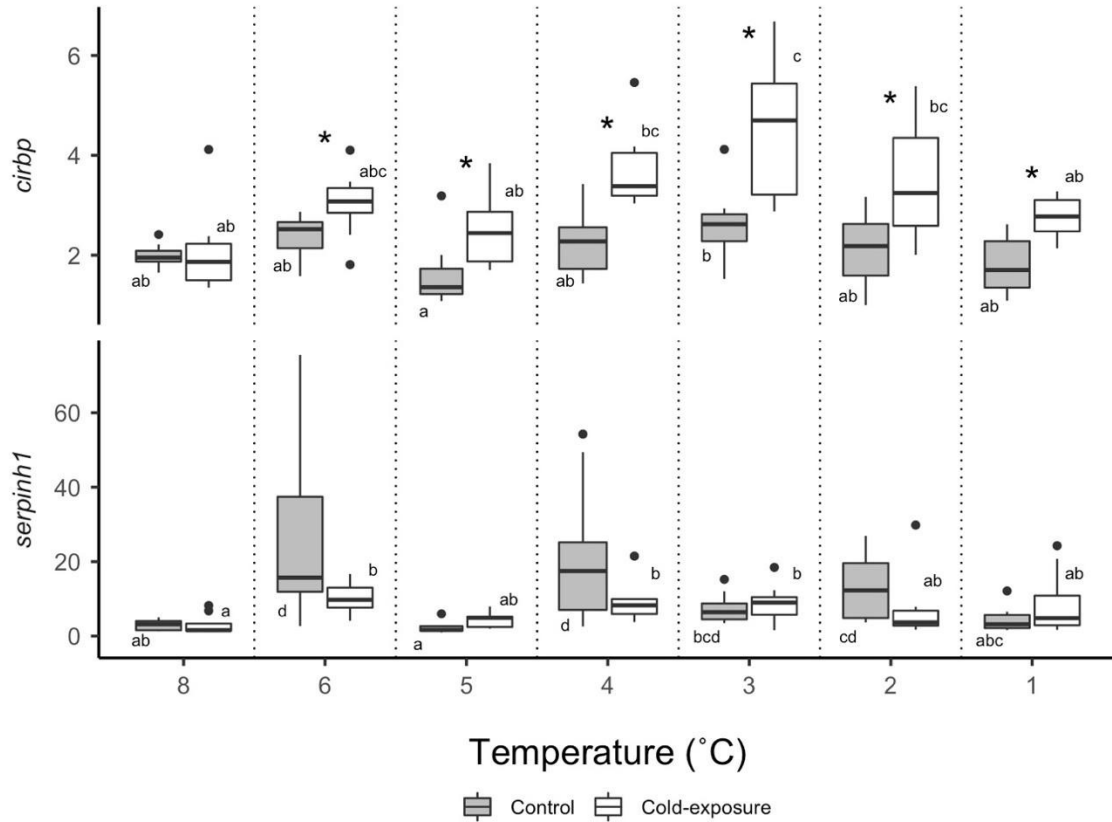 cirbp
6
4
2
*
*
*
*
*
*
ab
ab
ab
abc
a
ab
ab
bc
b
c
ab
bc
ab
ab
serpinh1
60
40
20
0
ab
a
d
b
a
ab
d
b
bcd
b
cd
ab
abc
ab
8 6 5 4 3 2 1
Temperature (˚C)
Control Cold-exposure